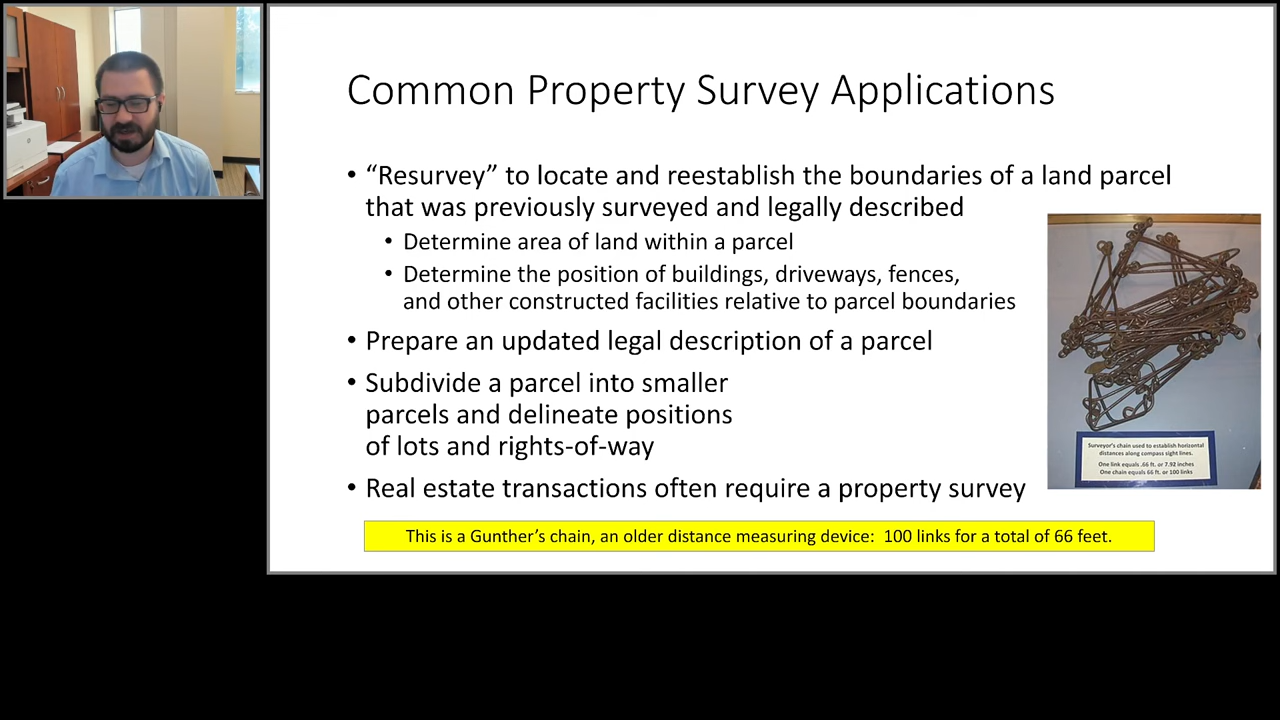 Common Property Survey Applications
• “Resurvey” to locate and reestablish the boundaries of a land parcel
that was previously surveyed and legally described
• Determine area of land within a parcel
• Determine the position of buildings, driveways, fences,
and other constructed facilities relative to parcel boundaries
• Prepare an updated legal description of a parcel
• Subdivide a parcel into smaller
parcels and delineate positions
of lots and rights-of-way
• Real estate transactions often require a property survey
Surveyor's chain used to establish horizontal
distances along compass sight lines.
One link equals .66 ft. or 7.92 inches
One chain equals 66 ft. or 100 links
This is a Gunther’s chain, an older distance measuring device: 100 links for a total of 66 feet.